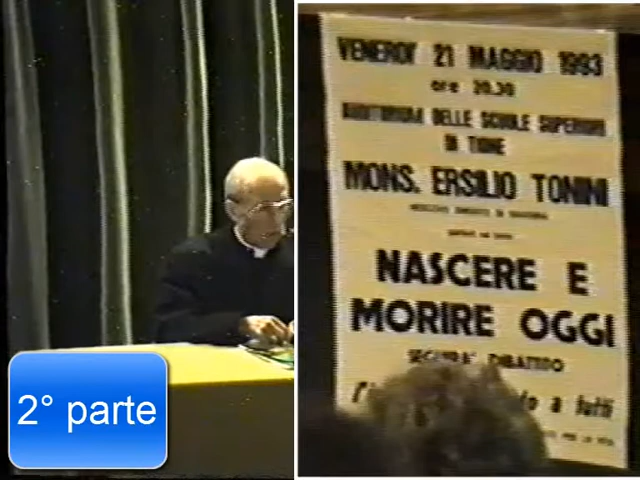 2° parte
VENERDI' 21 MAGGIO 1993
ore 20.30
AUDITORIUM DELLE SCUOLE SUPERIORI
DI TIONE
MONS. ERSILIO TONINI
NASCERE E
MORIRE OGGI
SEGUIRA' DIBATTITO
a tutti